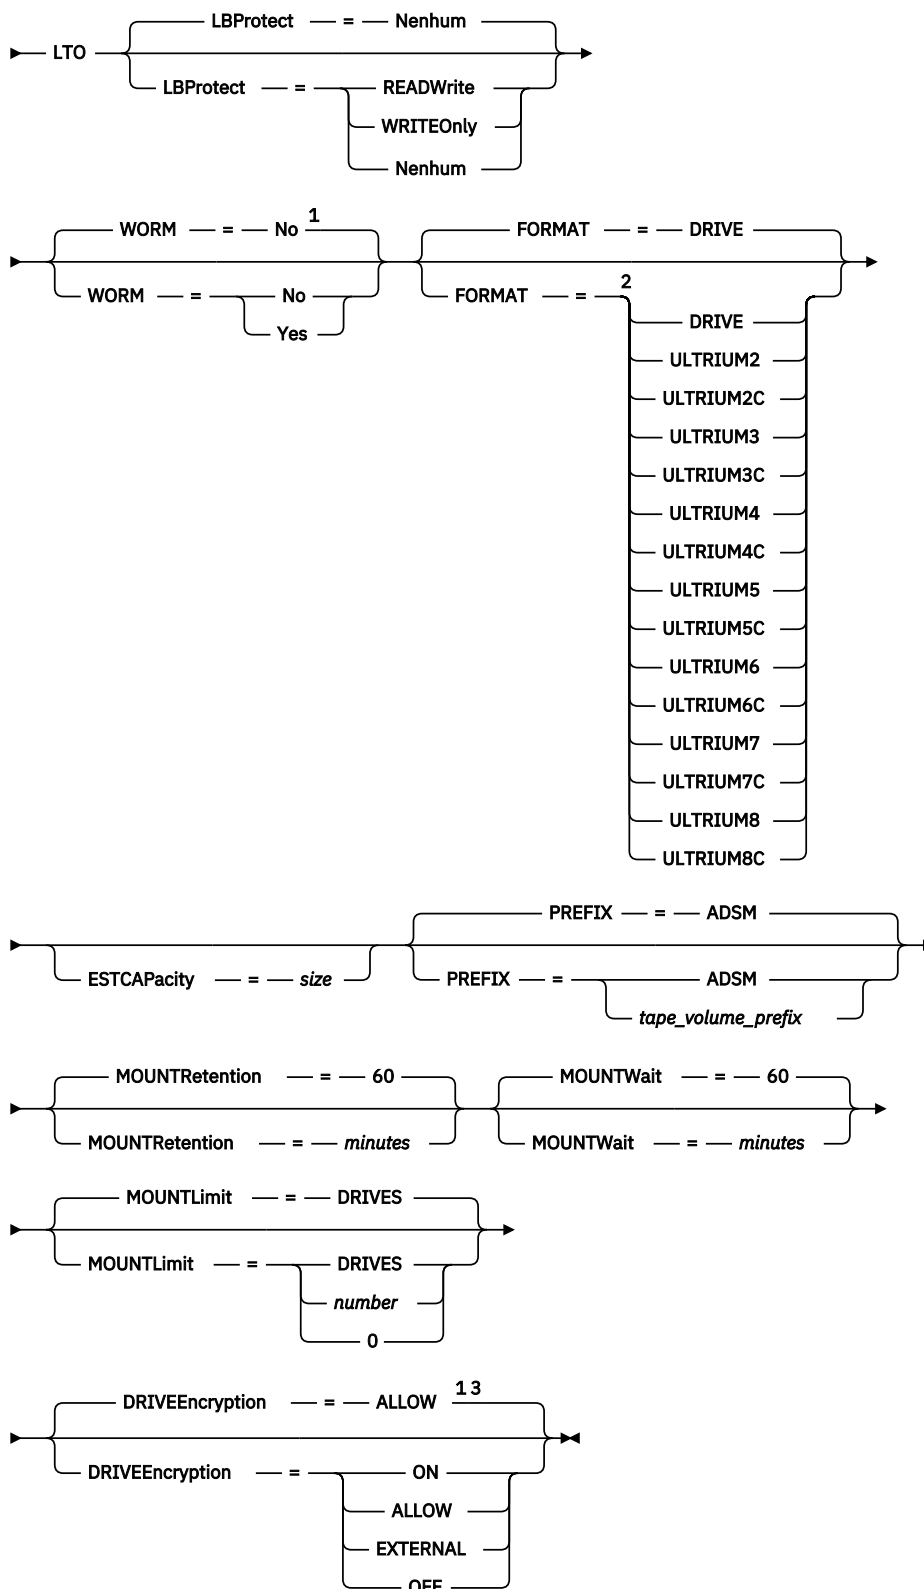 LBProtect = Nenhum
LTO
LBProtect = READWrite
WRITEOnly
Nenhum
WORM = No 1
FORMAT = DRIVE
WORM = No
Yes
FORMAT = 2
DRIVE
ULTRIUM2
ULTRIUM2C
ULTRIUM3
ULTRIUM3C
ULTRIUM4
ULTRIUM4C
ULTRIUM5
ULTRIUM5C
ULTRIUM6
ULTRIUM6C
ULTRIUM7
ULTRIUM7C
ULTRIUM8
ULTRIUM8C
PREFIX = ADSM
ESTCAPacity = size
PREFIX = ADSM
tape_volume_prefix
MOUNTRetention = 60
MOUNTWait = 60
MOUNTRetention = minutes
MOUNTWait = minutes
MOUNTLimit = DRIVES
MOUNTLimit = DRIVES
number
0
DRIVEEncryption = ALLOW 1 3
DRIVEEncryption = ON
ALLOW
EXTERNAL
OFF